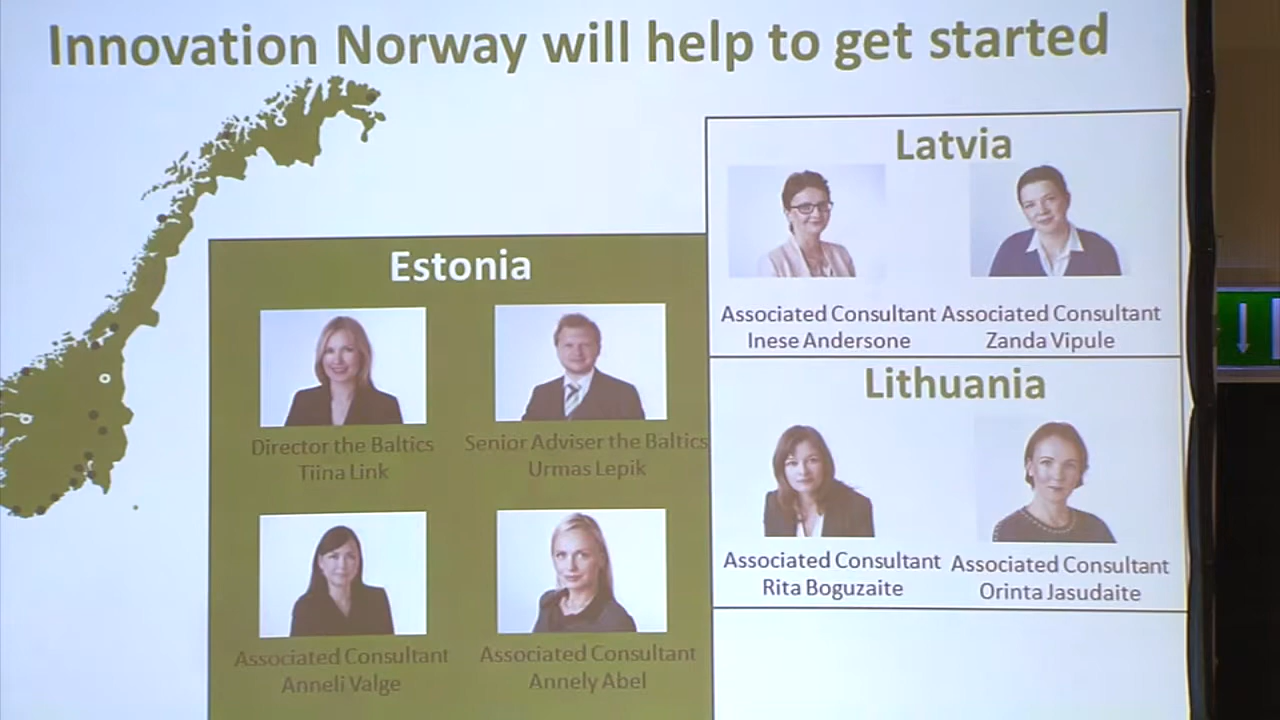 Innovation Norway will help to get started
Estonia
Director the Baltics
Tiina Link
Senior Adviser the Baltics
Urmas Lepik
Associated Consultant
Anneli Valge
Associated Consultant
Annely Abel
Latvia
Associated Consultant
Inese Andersone
Associated Consultant
Zanda Vipule
Lithuania
Associated Consultant
Rita Boguzaite
Associated Consultant
Orinta Jasudaite